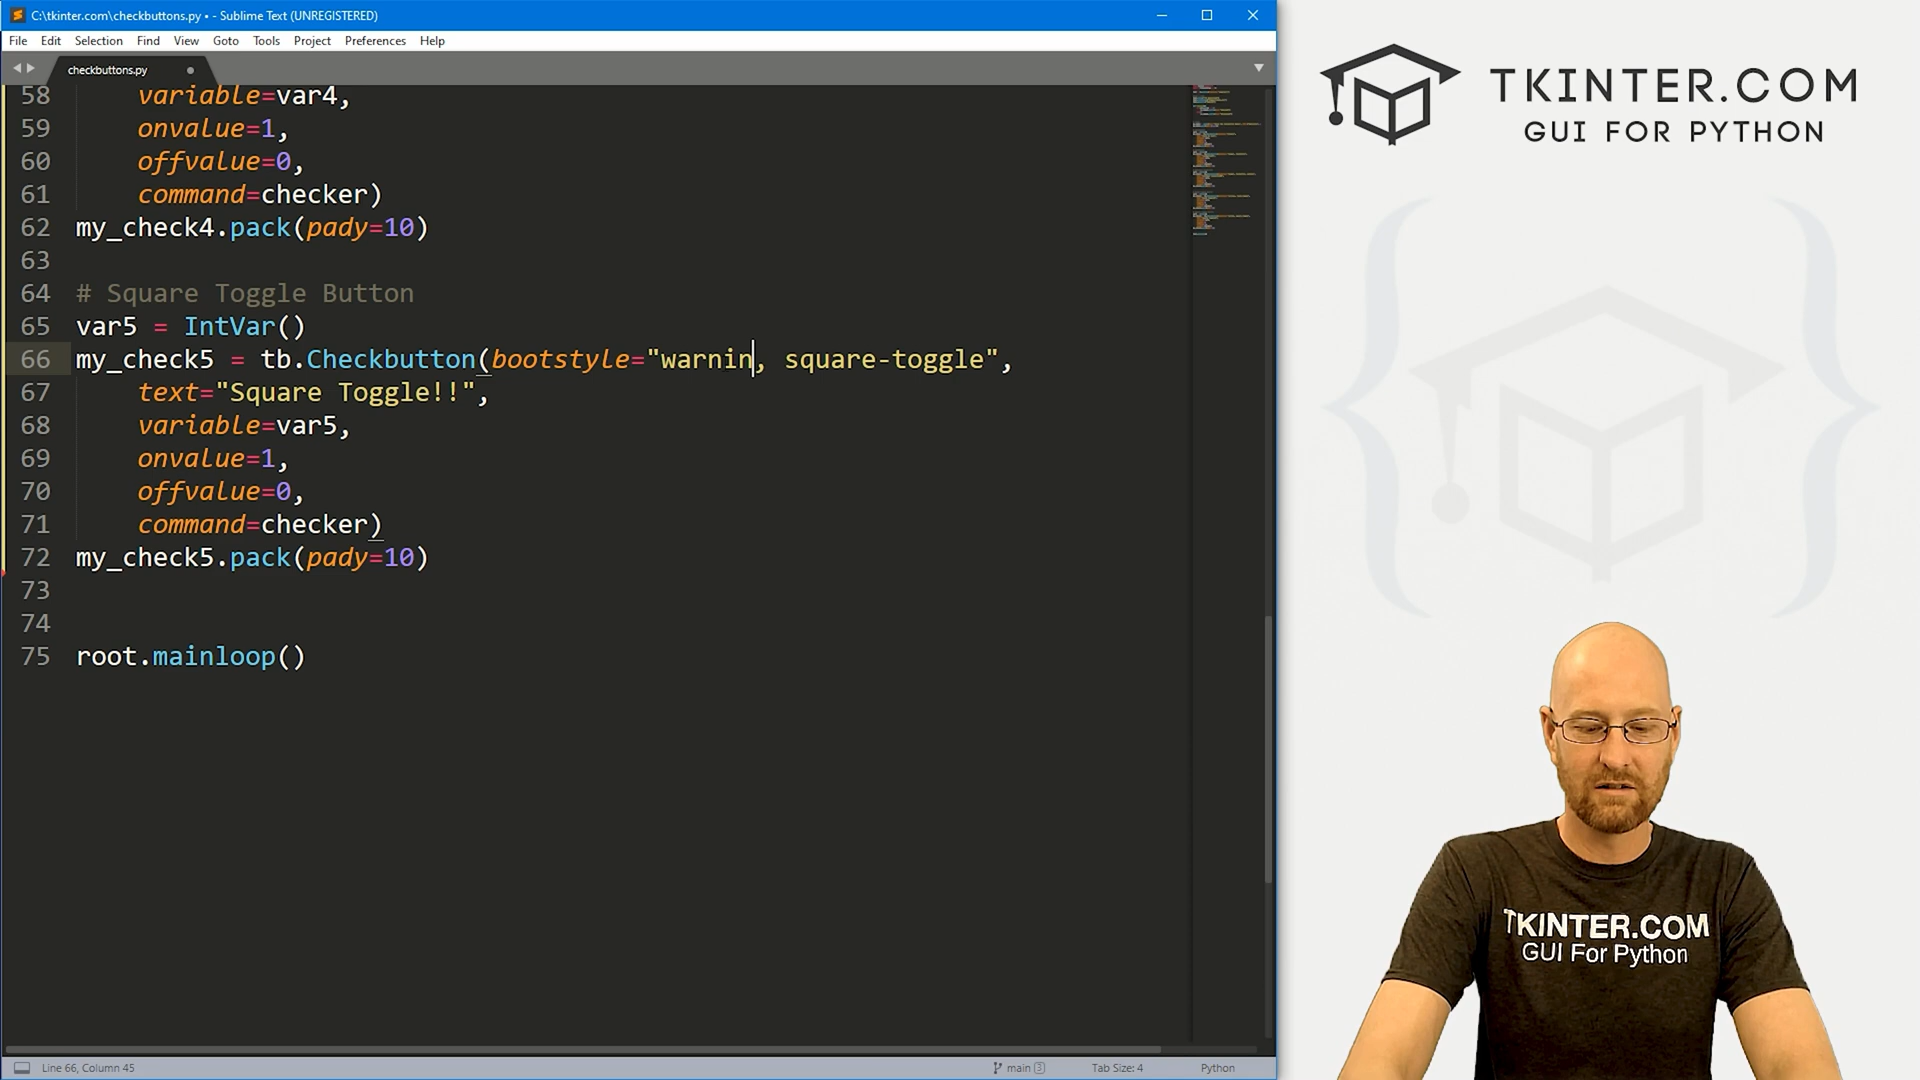 C:\tkinter.com\checkbuttons.py • - Sublime Text (UNREGISTERED)
File Edit Selection Find View Goto Tools Project Preferences Help
checkbuttons.py
58 variable=var4,
59 onvalue=1,
60 offvalue=0,
61 command=checker)
62 my_check4.pack(pady=10)
63
64 # Square Toggle Button
65 var5 = IntVar()
66 my_check5 = tb.Checkbutton(bootstyle="warnin, square-toggle",
67 text="Square Toggle!!",
68 variable=var5,
69 onvalue=1,
70 offvalue=0,
71 command=checker)
72 my_check5.pack(pady=10)
73
74
75 root.mainloop()
Line 66, Column 45
main 3
Tab Size: 4
Python
TKINTER.COM
GUI FOR PYTHON
TKINTER.COM
GUI For Python